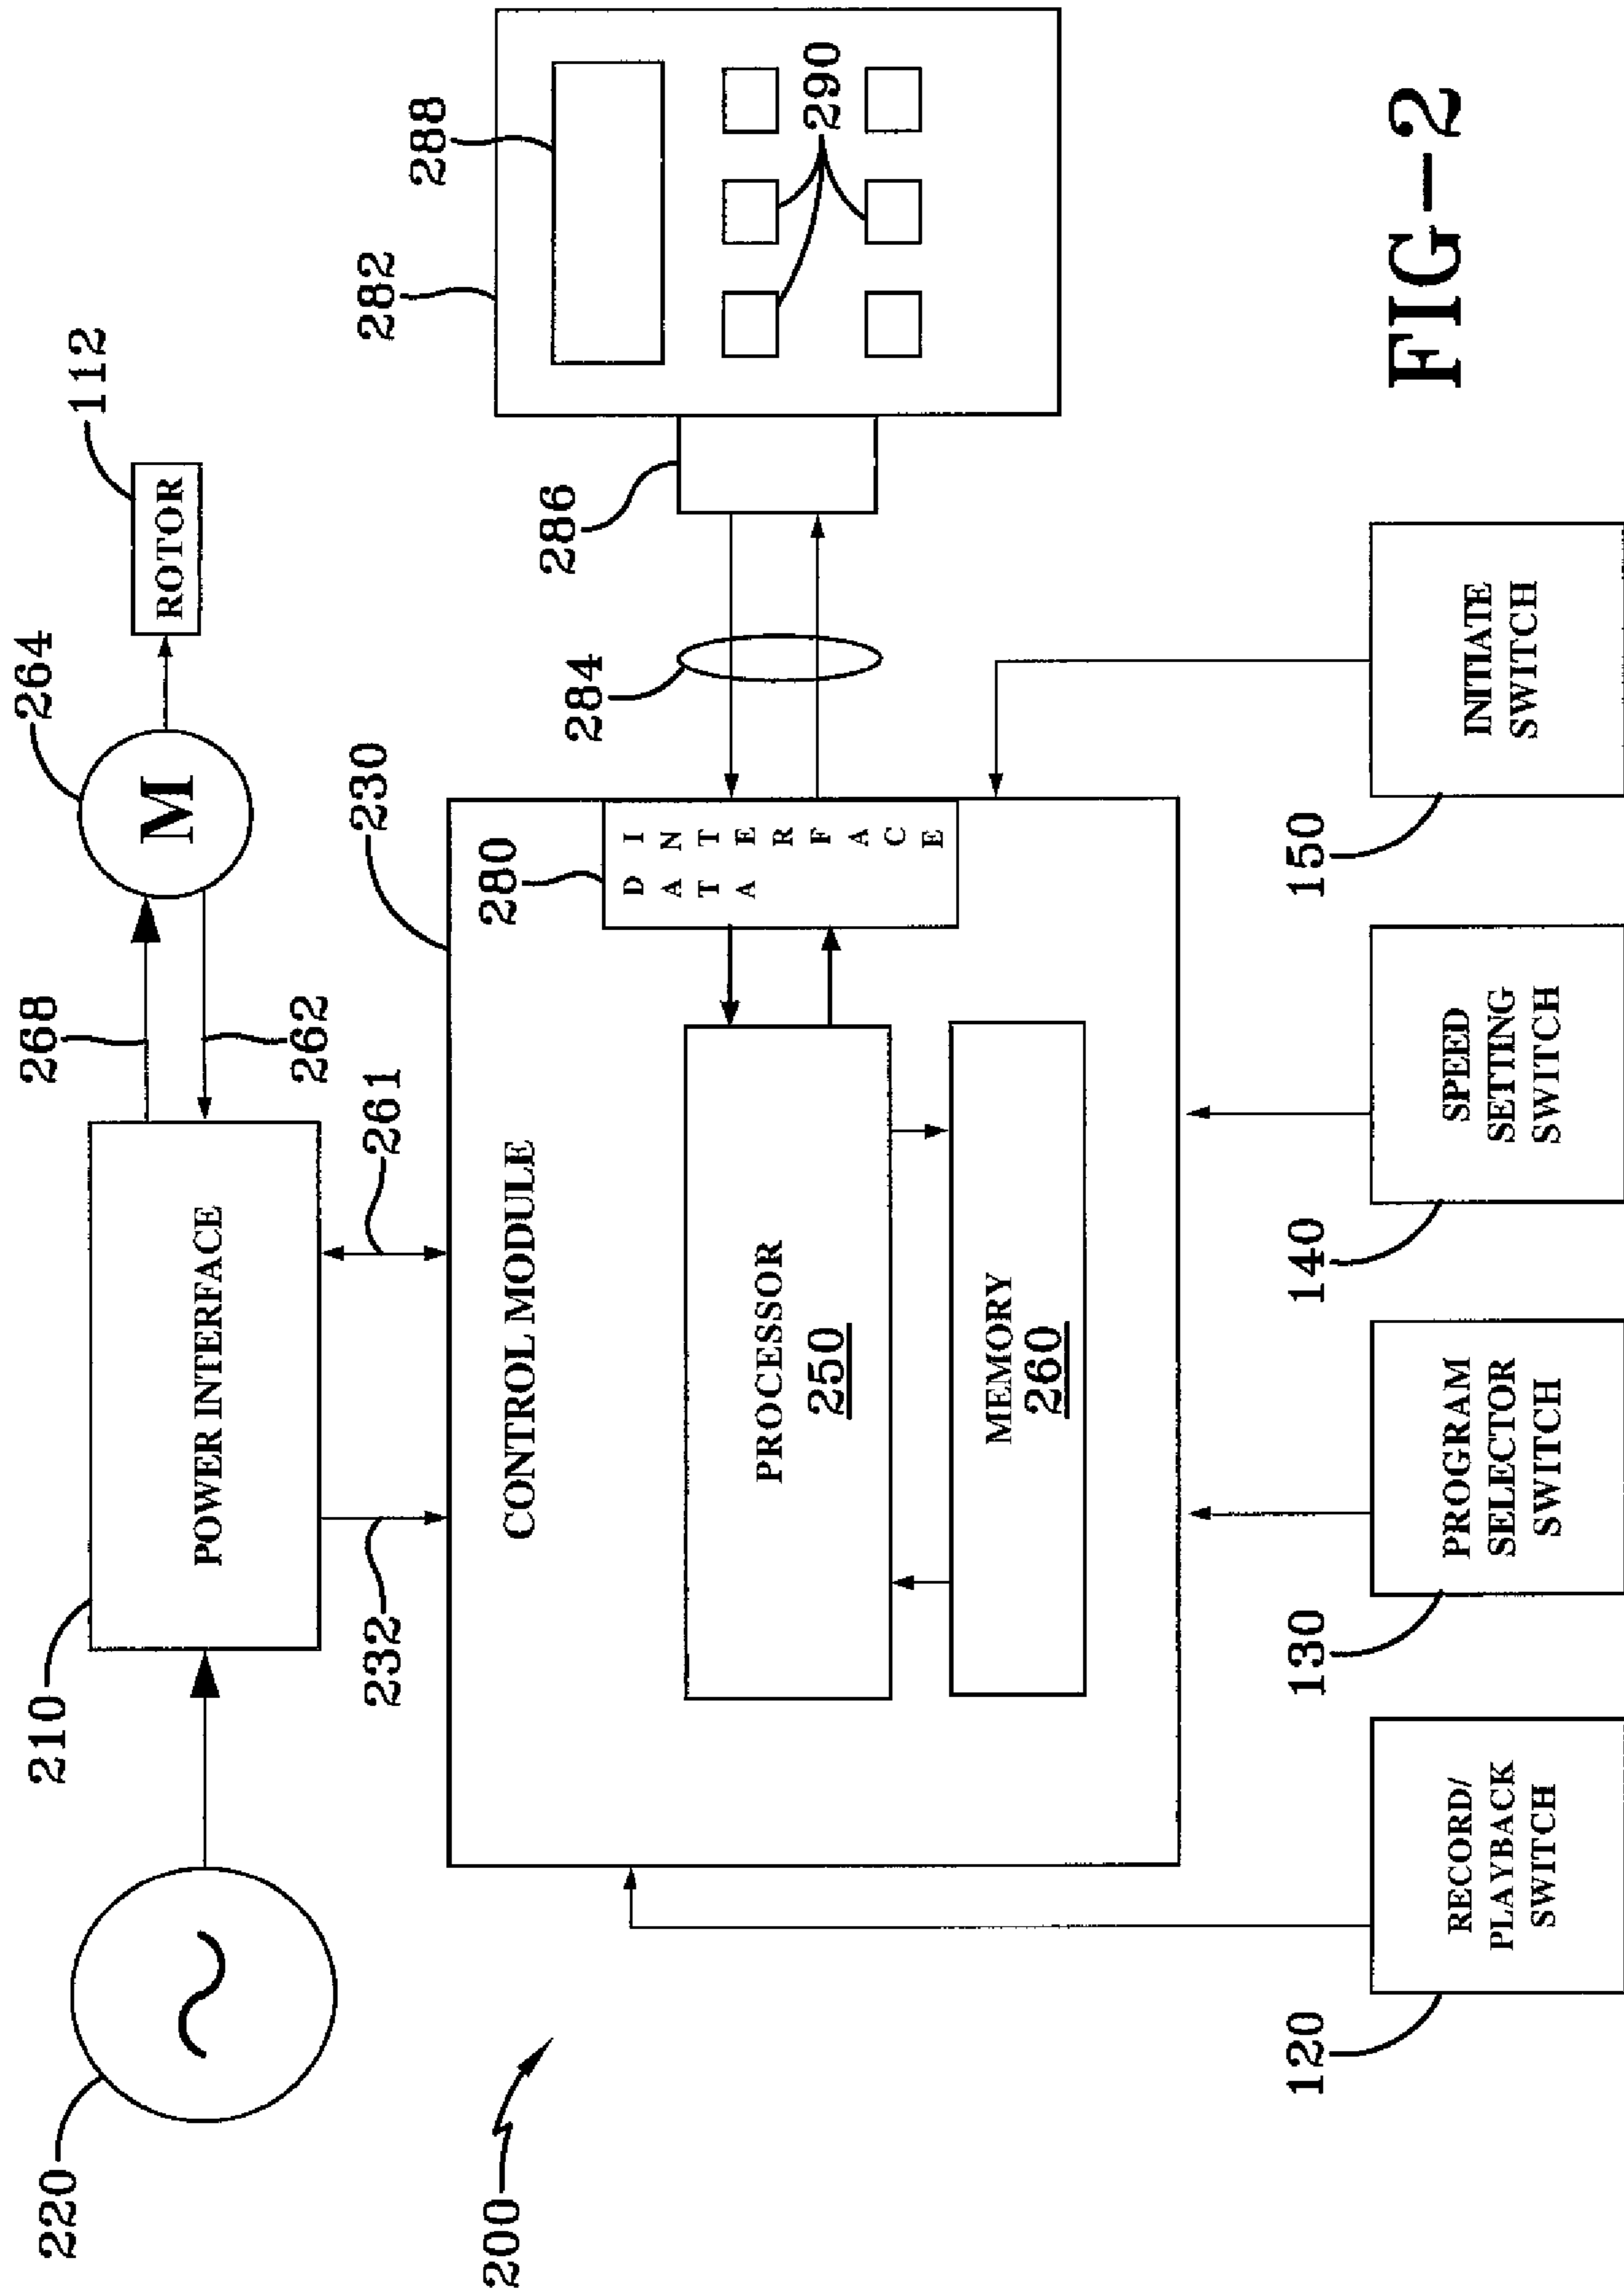 220
210
268
262
264
112
ROTOR
M
POWER INTERFACE
232
261
230
CONTROL MODULE
280
DATA
INTERFACE
PROCESSOR
250
MEMORY
260
284
286
282
288
290
200
120
RECORD/
PLAYBACK
SWITCH
130
PROGRAM
SELECTOR
SWITCH
140
SPEED
SETTING
SWITCH
150
INITIATE
SWITCH
FIG-2